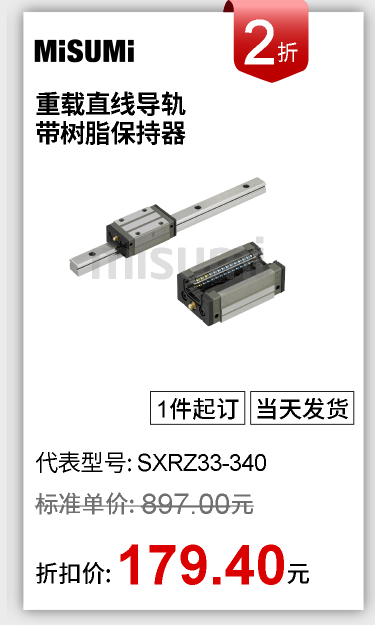 MiSUMi
2折
重载直线导轨
带树脂保持器
misumi
1件起订 当天发货
代表型号: SXRZ33-340
标准单价: 897.00元
折扣价: 179.40元